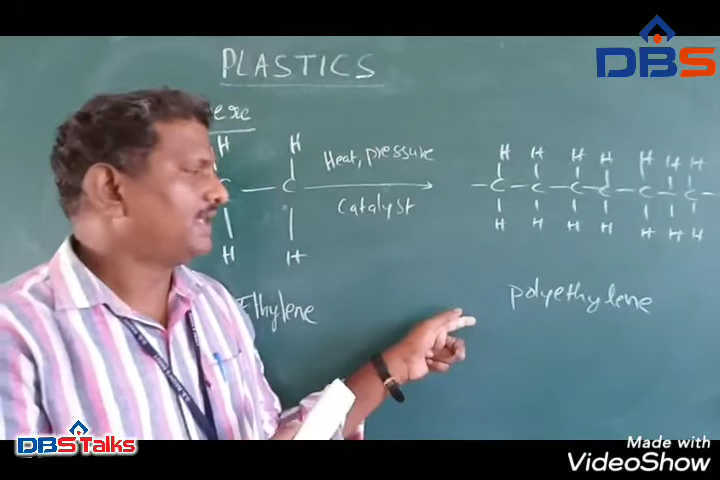 DBS
PLASTICS
H H
C — C
H H
Heat, pressure
Catalyst
H H H H H H H
— C — C — C — C — C — C — C —
H H H H H H H
Ethylene
polyethylene
DBSTalks
Made with
VideoShow